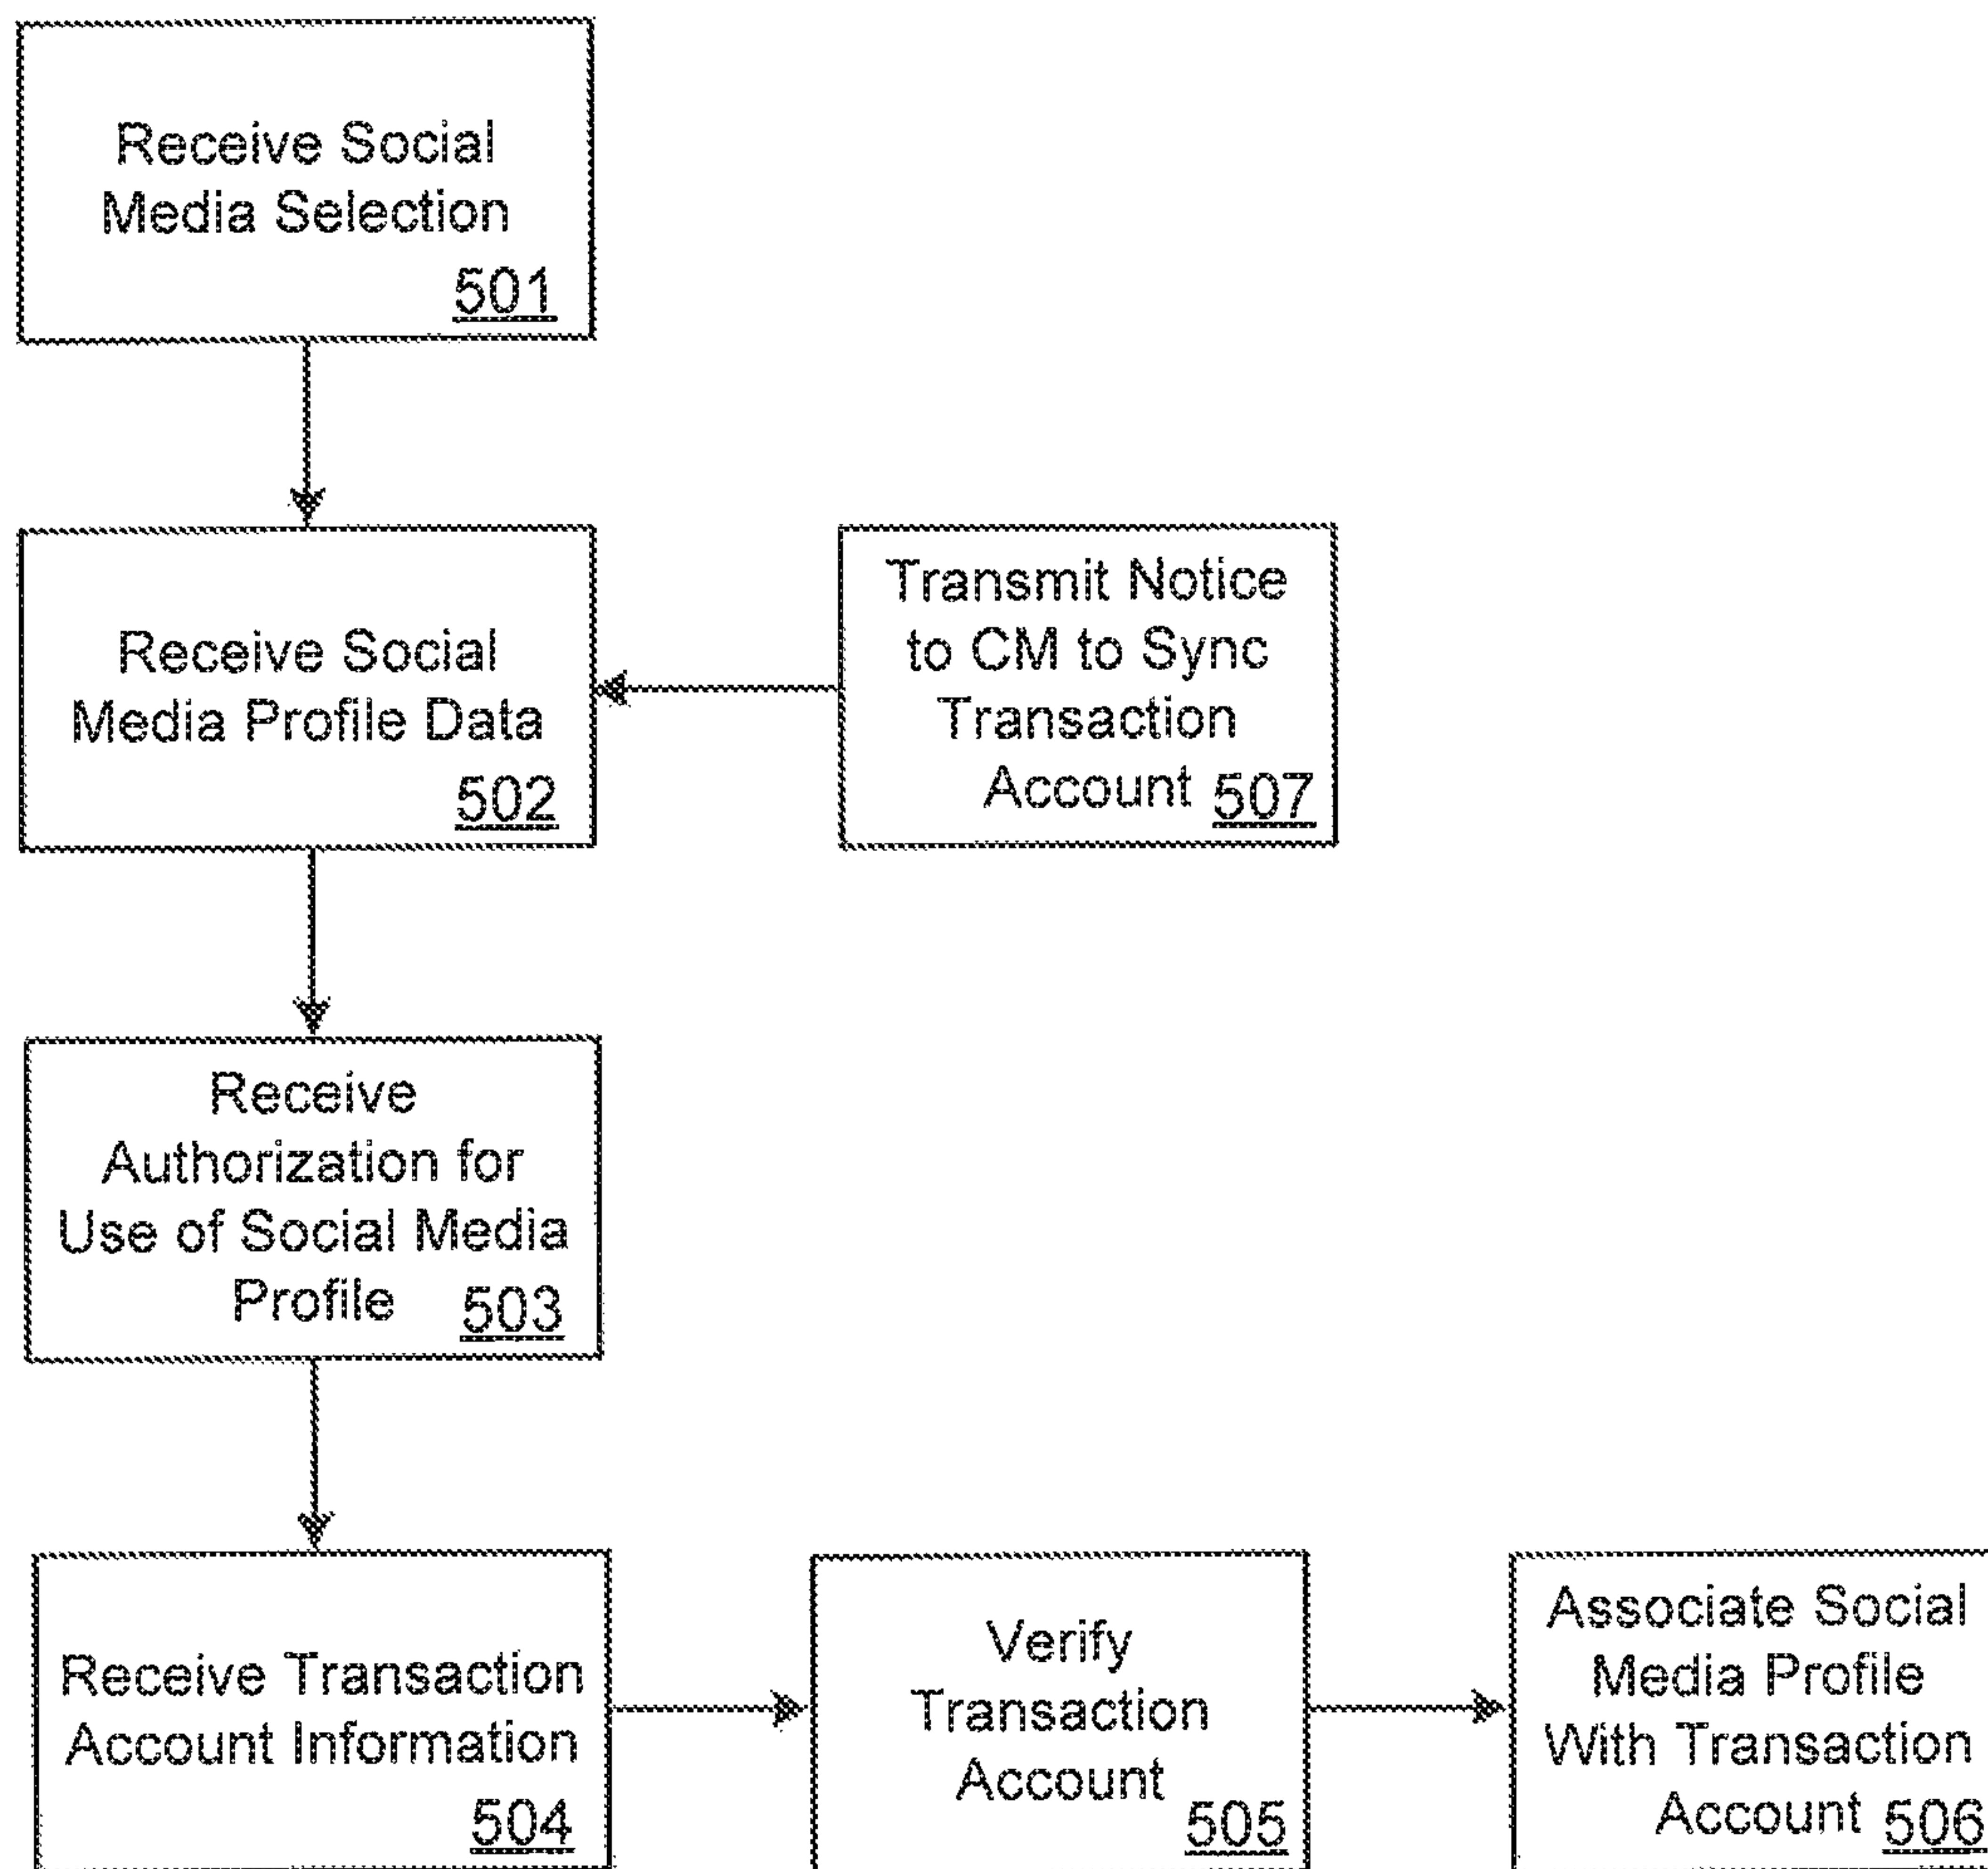 Receive Social
Media Selection
501
Receive Social
Media Profile Data
502
Transmit Notice
to CM to Sync
Transaction
Account 507
Receive
Authorization for
Use of Social Media
Profile 503
Receive Transaction
Account Information
504
Verify
Transaction
Account
505
Associate Social
Media Profile
With Transaction
Account 506